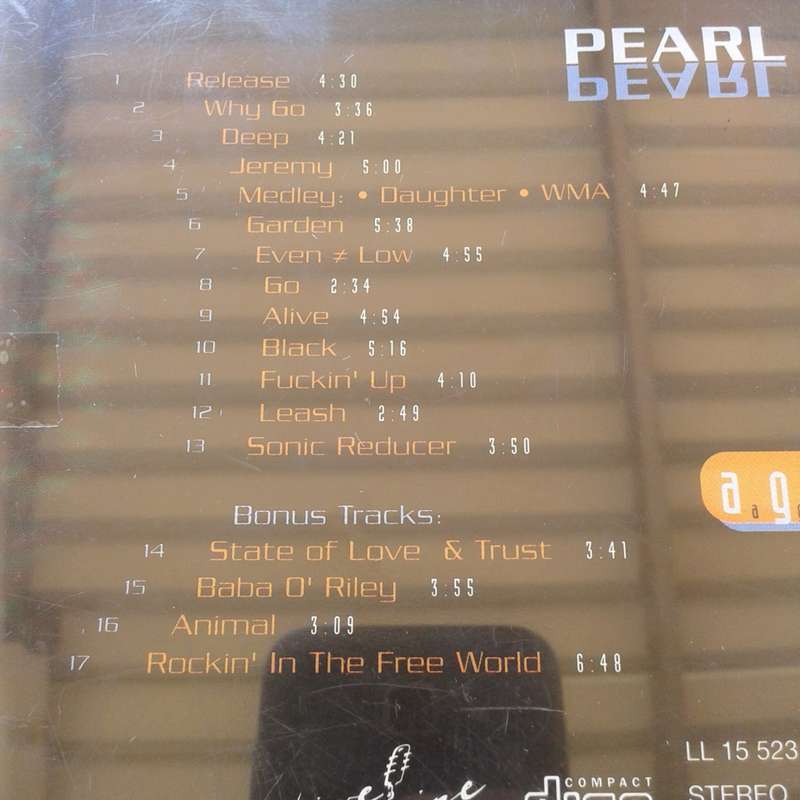 PEARL
PEARL
1 Release 4:30
2 Why Go 3:36
3 Deep 4:21
4 Jeremy 5:00
5 Medley: • Daughter • WMA 4:47
6 Garden 5:38
7 Even ≠ Low 4:55
8 Go 2:34
9 Alive 4:54
10 Black 5:16
11 Fuckin' Up 4:10
12 Leash 2:49
13 Sonic Reducer 3:50
a g
a
Bonus Tracks:
14 State of Love & Trust 3:41
15 Baba O' Riley 3:55
16 Animal 3:09
17 Rockin' In The Free World 6:48
LL 15 523
COMPACT
STEREO